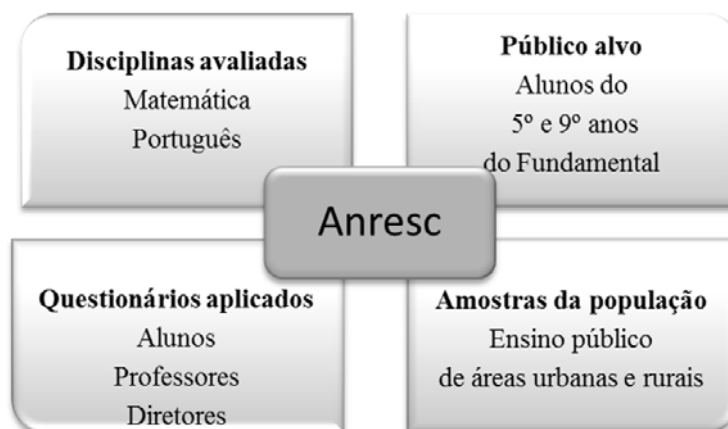 Disciplinas avaliadas
Matemática
Português
Público alvo
Alunos do
5º e 9º anos
do Fundamental
Anresc
Questionários aplicados
Alunos
Professores
Diretores
Amostras da população
Ensino público
de áreas urbanas e rurais